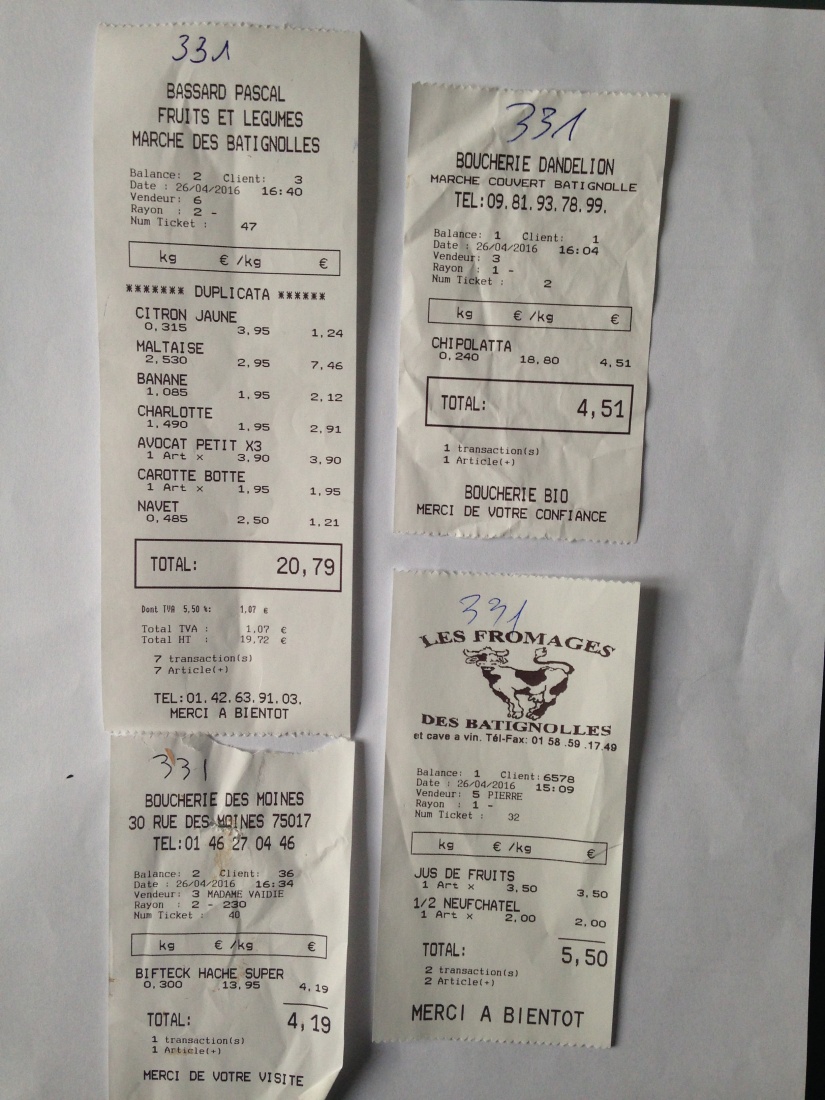 331
BASSARD PASCAL
FRUITS ET LEGUMES
MARCHE DES BATIGNOLLES
Balance: 2 Client: 3
Date : 26/04/2016 16:40
Vendeur: 6
Rayon : 2 -
Num Ticket : 47
kg € /kg €
******* DUPLICATA ******
CITRON JAUNE
0,315 3,95 1,24
MALTAISE
2,530 2,95 7,46
BANANE
1,085 1,95 2,12
CHARLOTTE
1,490 1,95 2,91
AVOCAT PETIT X3
1 Art x 3,90 3,90
CAROTTE BOTTE
1 Art x 1,95 1,95
NAVET
0,485 2,50 1,21
TOTAL: 20,79
Dont TVA 5,50 %: 1,07 €
Total TVA : 1,07 €
Total HT : 19,72 €
7 transaction(s)
7 Article(+)
TEL:01.42.63.91.03.
MERCI A BIENTOT
331
BOUCHERIE DANDELION
MARCHE COUVERT BATIGNOLLE
TEL:09.81.93.78.99.
Balance: 1 Client: 1
Date : 26/04/2016 16:04
Vendeur: 3
Rayon : 1 -
Num Ticket : 2
kg € /kg €
CHIPOLATTA
0,240 18,80 4,51
TOTAL: 4,51
1 transaction(s)
1 Article(+)
BOUCHERIE BIO
MERCI DE VOTRE CONFIANCE
331
BOUCHERIE DES MOINES
30 RUE DES MOINES 75017
TEL:01 46 27 04 46
Balance: 2 Client: 36
Date : 26/04/2016 16:34
Vendeur: 3 MADAME VAIDIE
Rayon : 2 - 230
Num Ticket : 40
kg € /kg €
BIFTECK HACHE SUPER
0,300 13,95 4,19
TOTAL: 4,19
1 transaction(s)
1 Article(+)
MERCI DE VOTRE VISITE
331
LES FROMAGES
DES BATIGNOLLES
et cave a vin. Tél-Fax: 01 58 .59 .17.49
Balance: 1 Client: 6578
Date : 26/04/2016 15:09
Vendeur: 5 PIERRE
Rayon : 1 -
Num Ticket : 32
kg € /kg €
JUS DE FRUITS
1 Art x 3,50 3,50
1/2 NEUFCHATEL
1 Art x 2,00 2,00
TOTAL: 5,50
2 transaction(s)
2 Article(+)
MERCI A BIENTOT